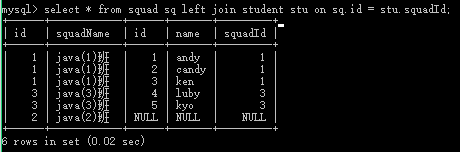 mysql> select * from squad sq left join student stu on sq.id = stu.squadId;
+------+-----------+------+-------+---------+
| id | squadName | id | name | squadId |
+------+-----------+------+-------+---------+
| 1 | java(1)班 | 1 | andy | 1 |
| 1 | java(1)班 | 2 | candy | 1 |
| 1 | java(1)班 | 3 | ken | 1 |
| 3 | java(3)班 | 4 | luby | 3 |
| 3 | java(3)班 | 5 | kyo | 3 |
| 2 | java(2)班 | NULL | NULL | NULL |
+------+-----------+------+-------+---------+
6 rows in set (0.02 sec)